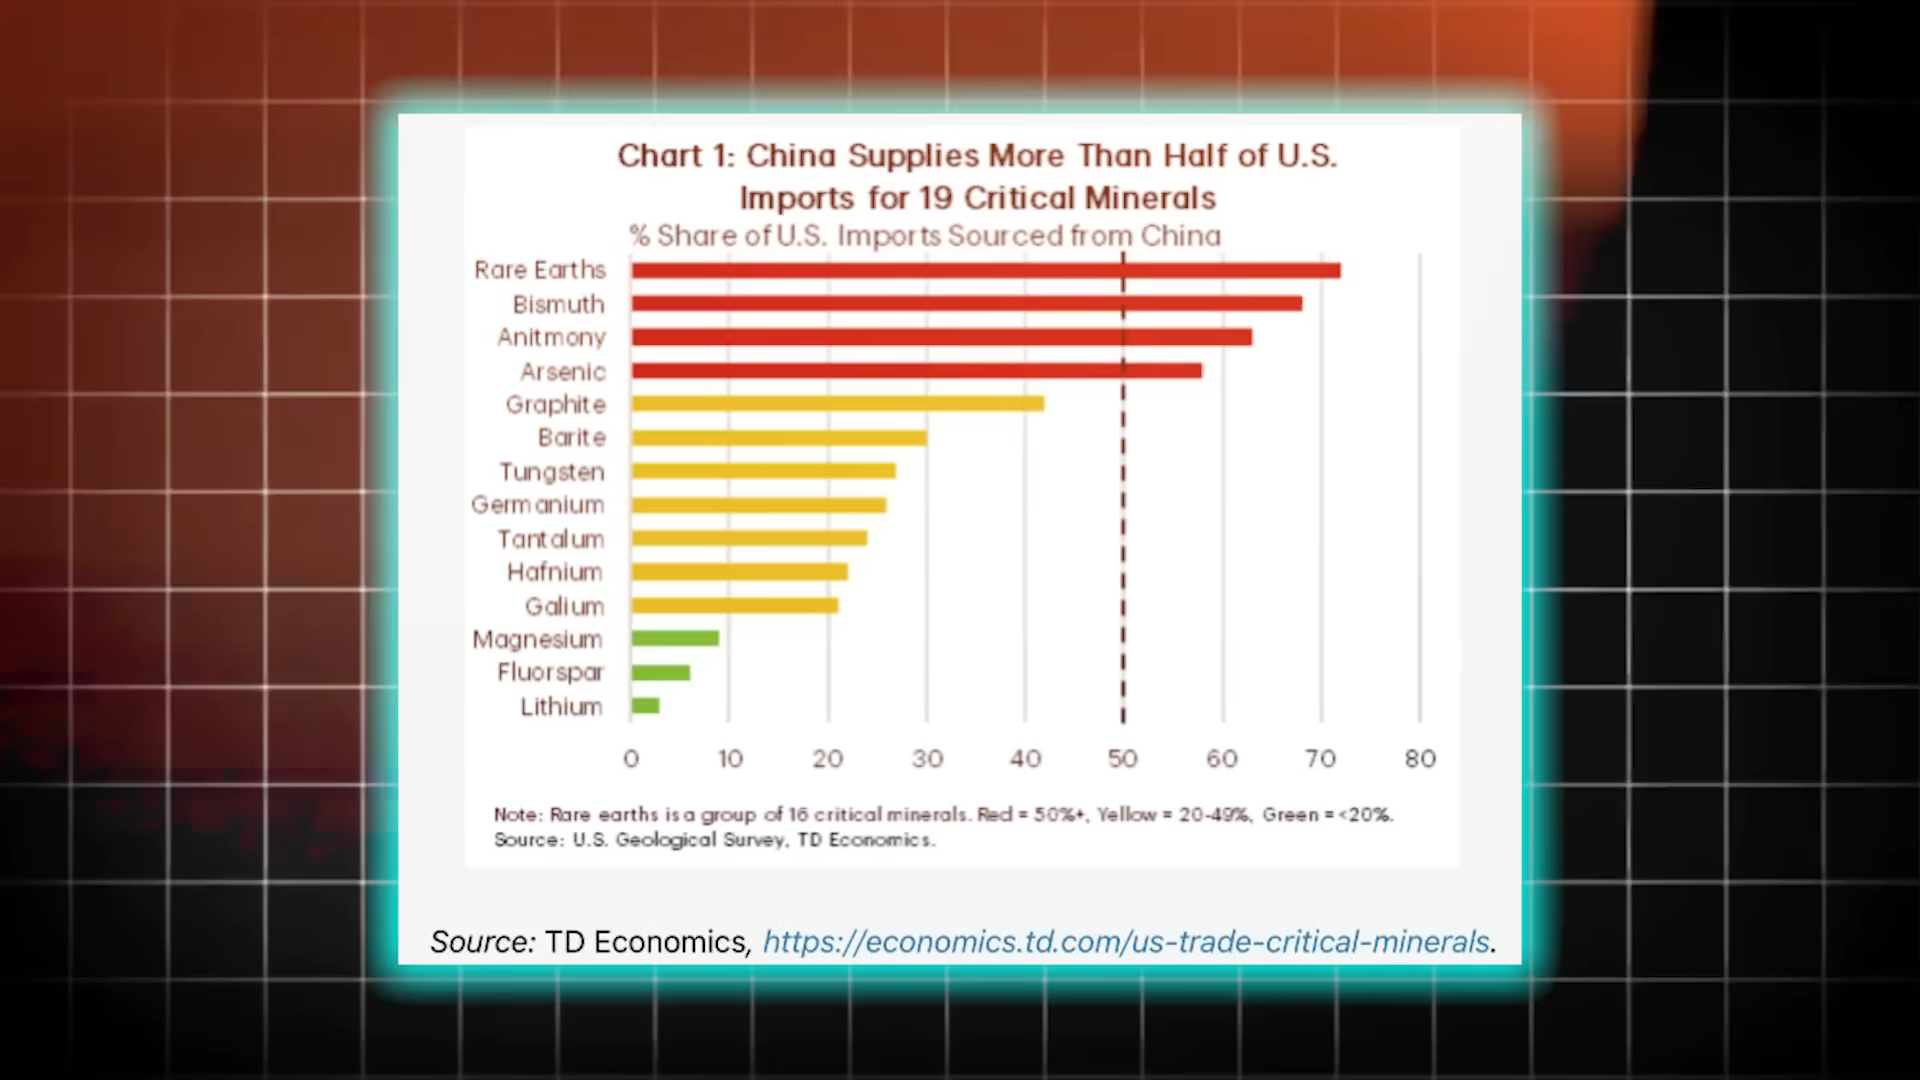 Chart 1: China Supplies More Than Half of U.S.
Imports for 19 Critical Minerals
% Share of U.S. Imports Sourced from China
Rare Earths
Bismuth
Anitmony
Arsenic
Graphite
Barite
Tungsten
Germanium
Tantalum
Hafnium
Galium
Magnesium
Fluorspar
Lithium
0 10 20 30 40 50 60 70 80
Note: Rare earths is a group of 16 critical minerals. Red = 50%+, Yellow = 20-49%, Green = <20%.
Source: U.S. Geological Survey, TD Economics.
Source: TD Economics, https://economics.td.com/us-trade-critical-minerals.